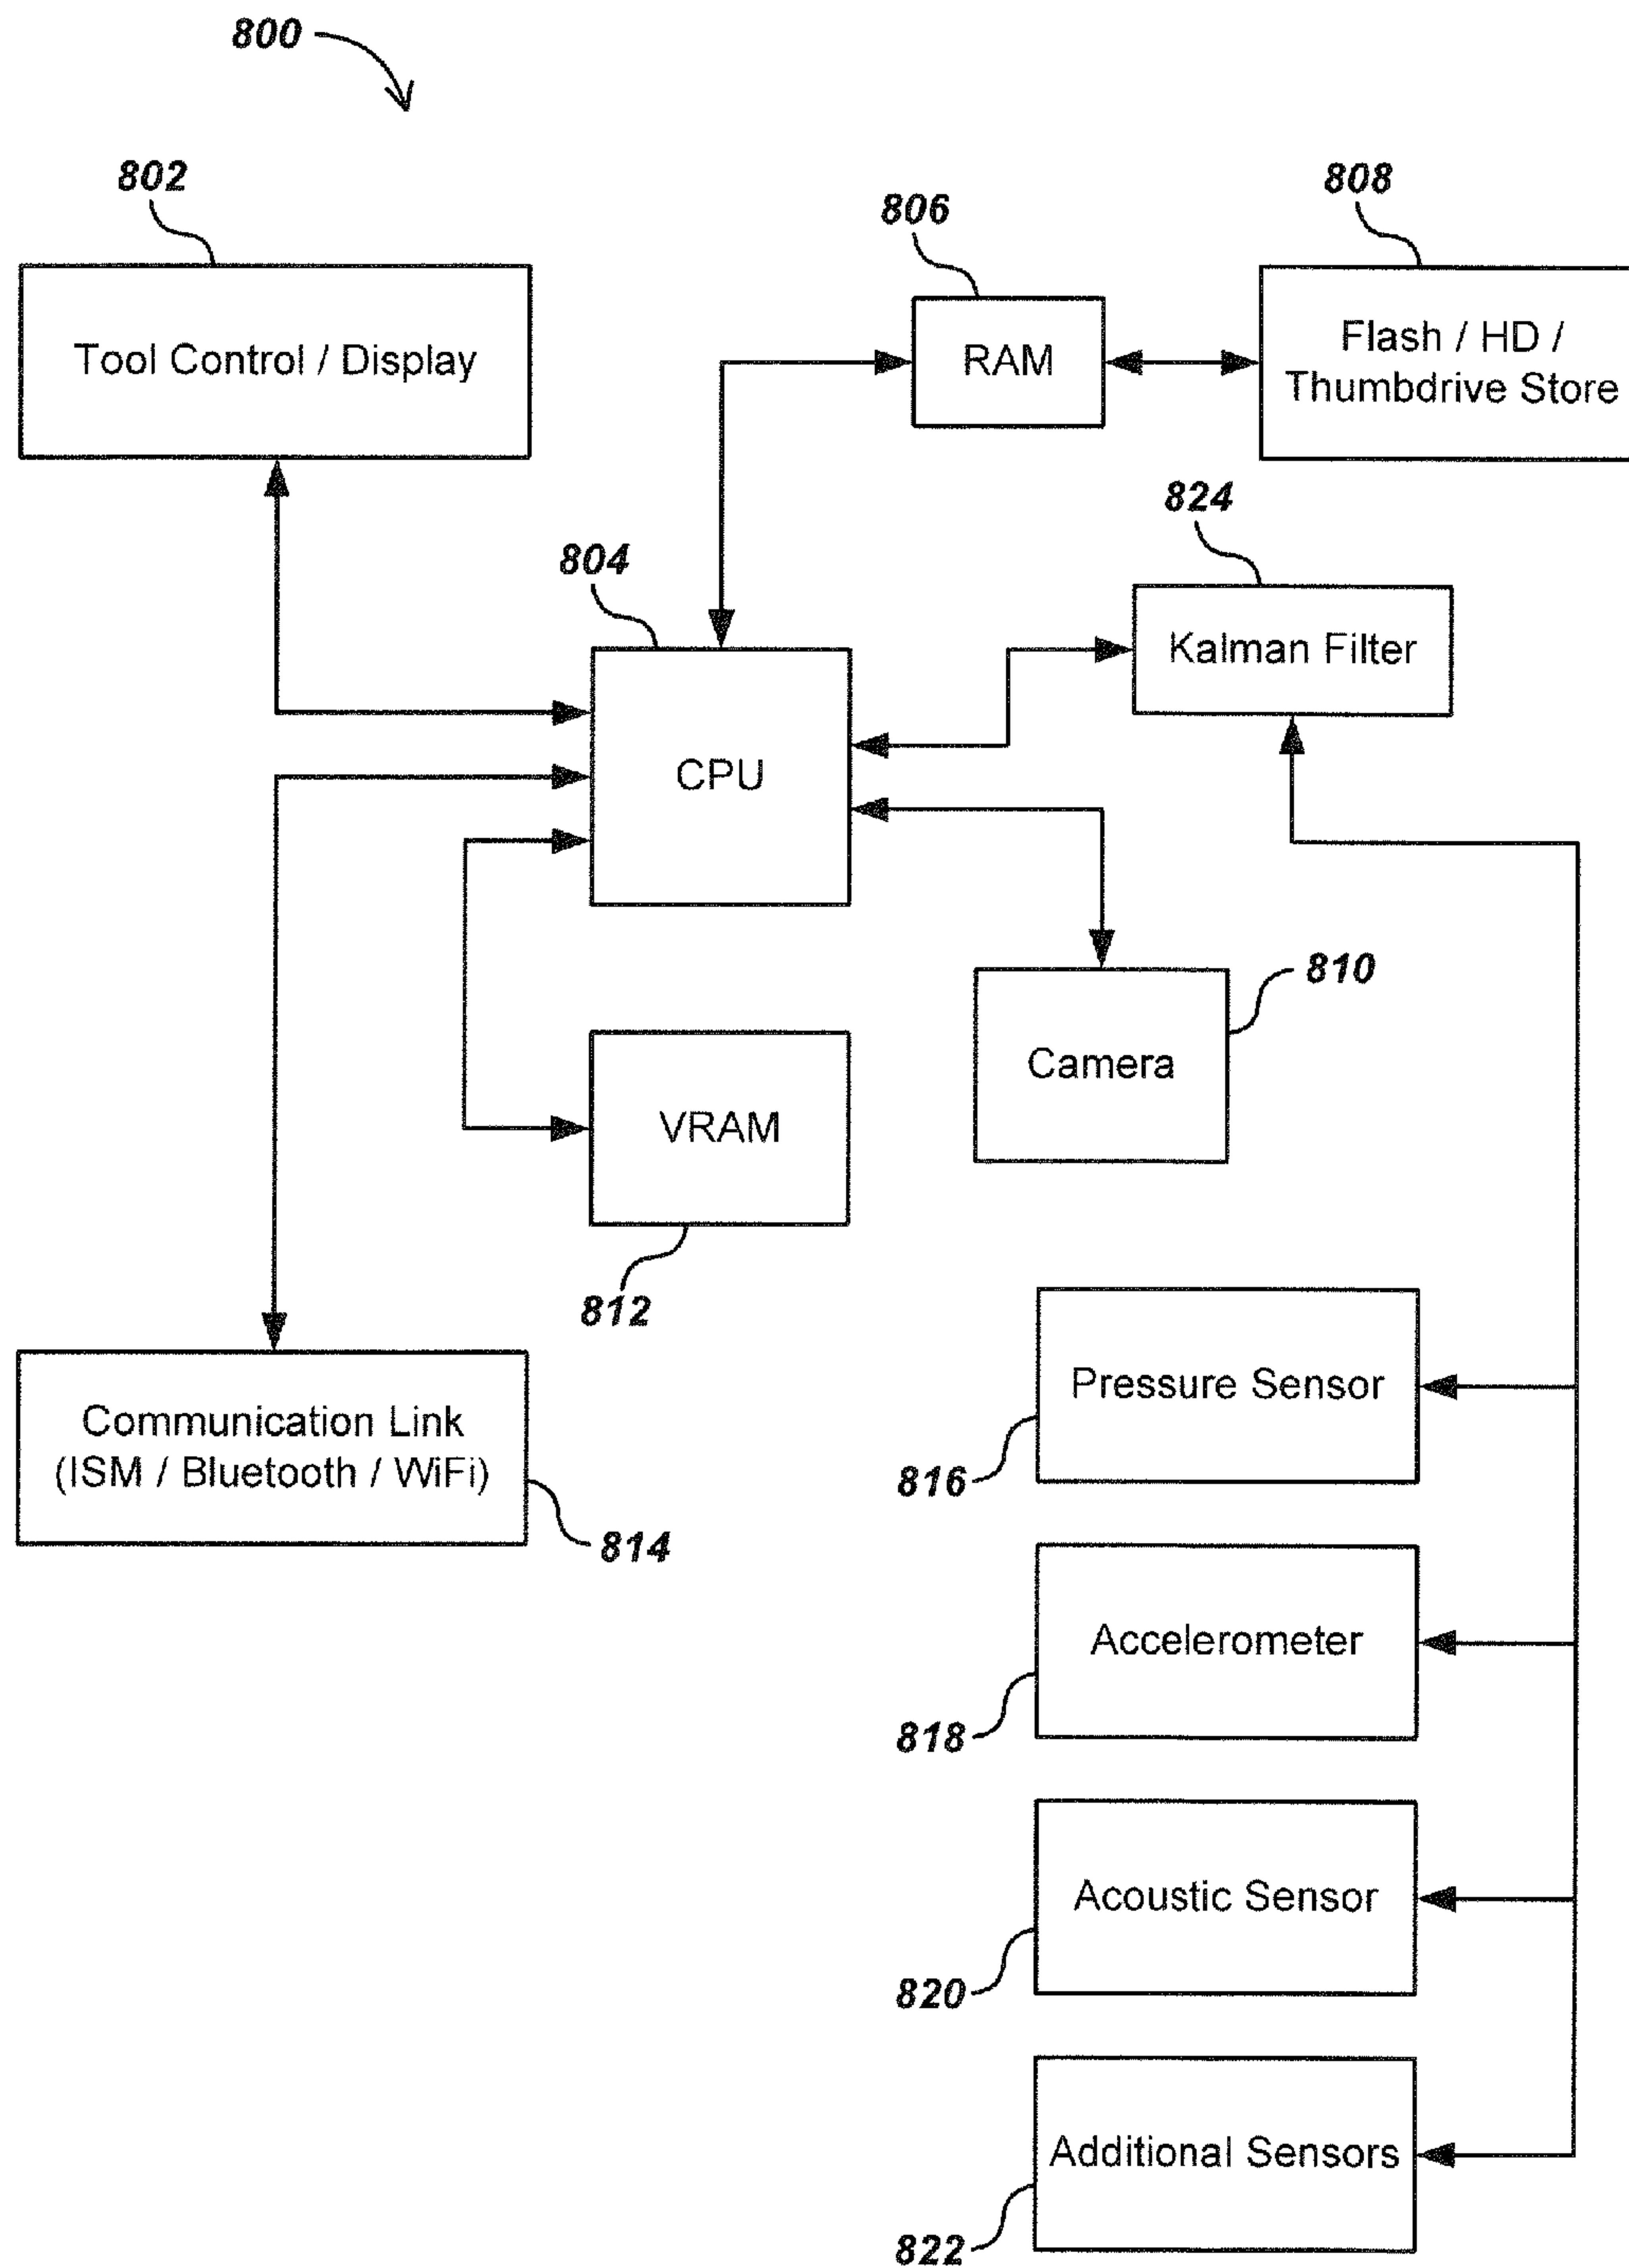 800
802
806
808
Tool Control / Display
RAM
Flash / HD /
Thumbdrive Store
824
804
Kalman Filter
CPU
810
Camera
VRAM
812
Pressure Sensor
816
Communication Link
(ISM / Bluetooth / WiFi)
814
Accelerometer
818
Acoustic Sensor
820
Additional Sensors
822